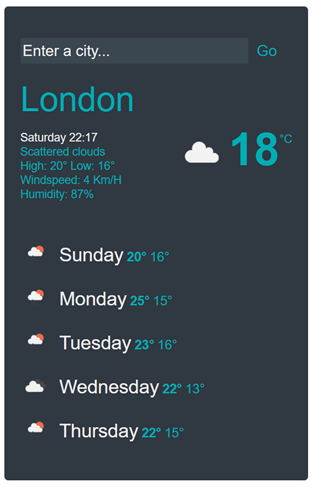 Enter a city... Go
London
Saturday 22:17
Scattered clouds
High: 20° Low: 16°
Windspeed: 4 Km/H
Humidity: 87%
18 °C
Sunday 20° 16°
Monday 25° 15°
Tuesday 23° 16°
Wednesday 22° 13°
Thursday 22° 15°